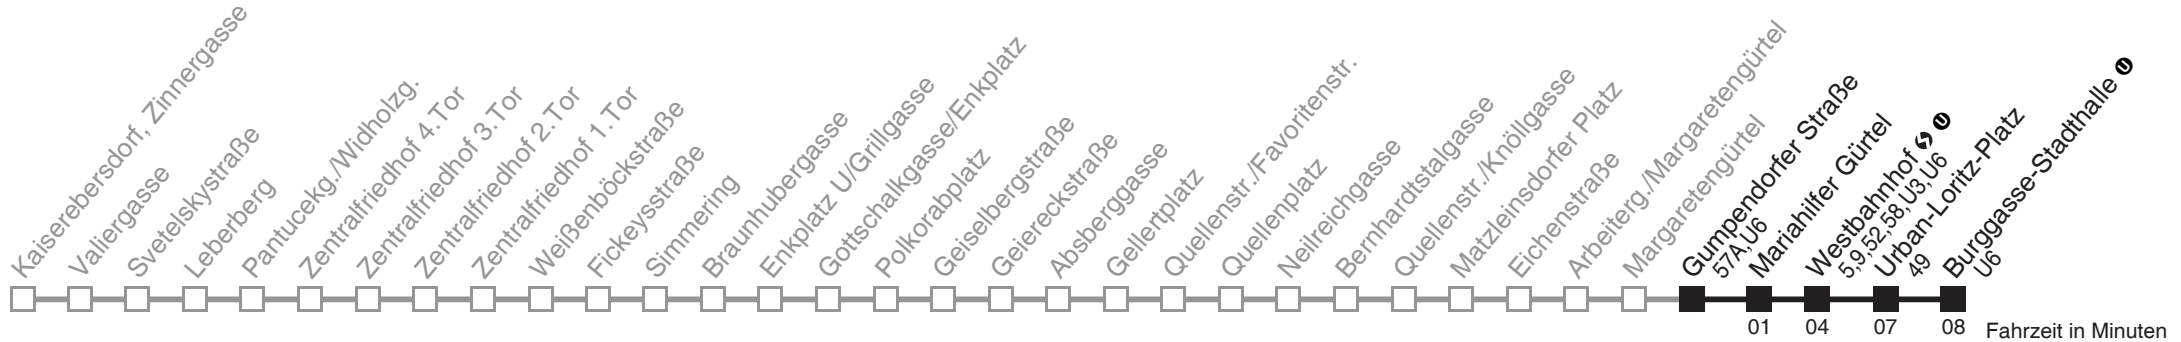 Kaiserebersdorf, Zinnergasse
Valiergasse
Svetelskystraße
Leberberg
Pantucekg./Widholzg.
Zentralfriedhof 4.Tor
Zentralfriedhof 3.Tor
Zentralfriedhof 2.Tor
Zentralfriedhof 1.Tor
Weißenböckstraße
Fickeysstraße
Simmering
Braunhubergasse
Enkplatz U/Grillgasse
Gottschalkgasse/Enkplatz
Polkorabplatz
Geiselbergstraße
Geiereckstraße
Absberggasse
Gellertplatz
Quellenstr./Favoritenstr.
Quellenplatz
Neilreichgasse
Bernhardtstalgasse
Quellenstr./Knöllgasse
Matzleinsdorfer Platz
Eichenstraße
Arbeiterg./Margaretengürtel
Margaretengürtel
Gumpendorfer Straße
57A,U6
Mariahilfer Gürtel
Westbahnhof S U
5,9,52,58,U3,U6
Urban-Loritz-Platz
49
Burggasse-Stadthalle U
U6
01 04 07 08 Fahrzeit in Minuten